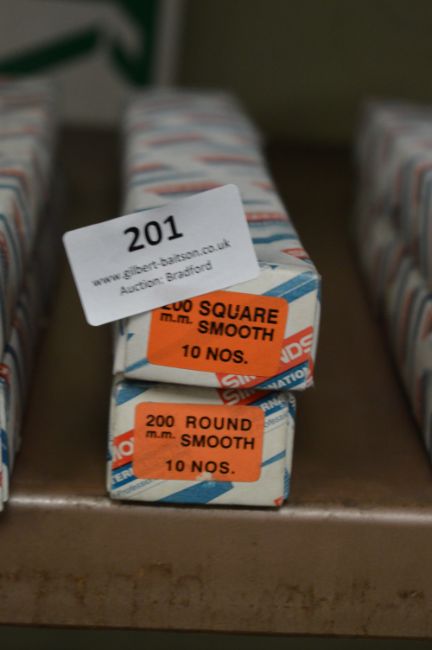 201
www.gilbert-baitson.co.uk
Auction: Bradford
200 SQUARE
m.m. SMOOTH
10 NOS.
200 ROUND
m.m. SMOOTH
10 NOS.